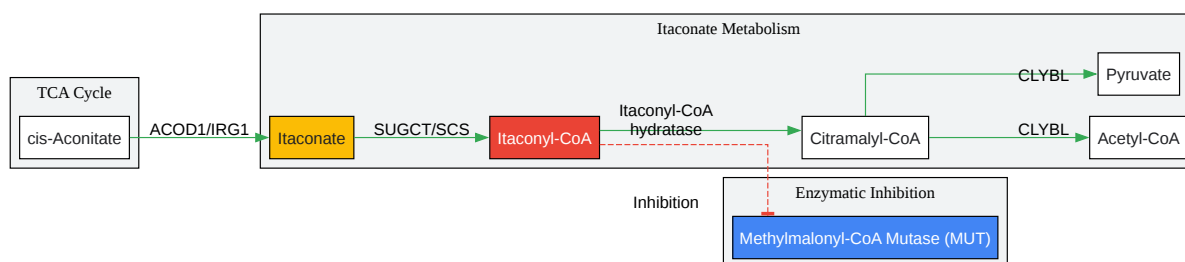 Itaconate Metabolism
TCA Cycle
cis-Aconitate
ACOD1/IRG1
Itaconate
SUGCT/SCS
Itaconyl-CoA
Itaconyl-CoA
hydratase
Citramalyl-CoA
CLYBL
Pyruvate
CLYBL
Acetyl-CoA
Inhibition
Enzymatic Inhibition
Methylmalonyl-CoA Mutase (MUT)